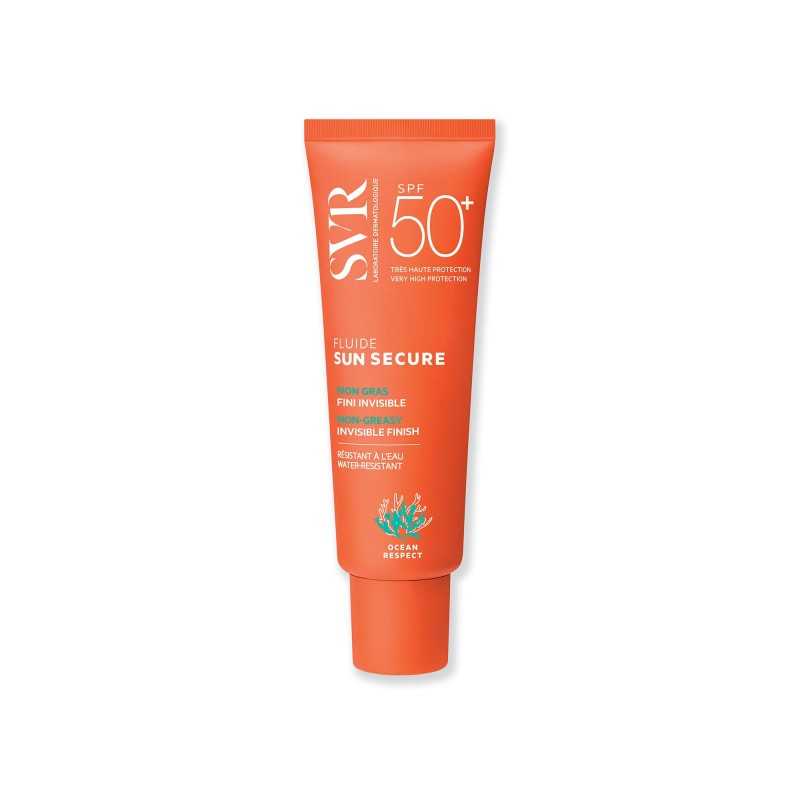 SVR
LABORATOIRE DERMATOLOGIQUE
SPF
50+
TRÈS HAUTE PROTECTION
VERY HIGH PROTECTION
FLUIDE
SUN SECURE
NON GRAS
FINI INVISIBLE
NON-GREASY
INVISIBLE FINISH
RÉSISTANT À L'EAU
WATER-RESISTANT
OCEAN
RESPECT